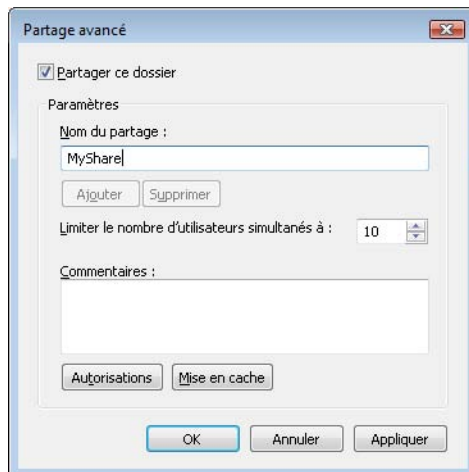 Partage avancé
Partager ce dossier
Paramètres
Nom du partage :
MyShare
Ajouter Supprimer
Limiter le nombre d'utilisateurs simultanés à : 10
Commentaires :
Autorisations Mise en cache
OK Annuler Appliquer